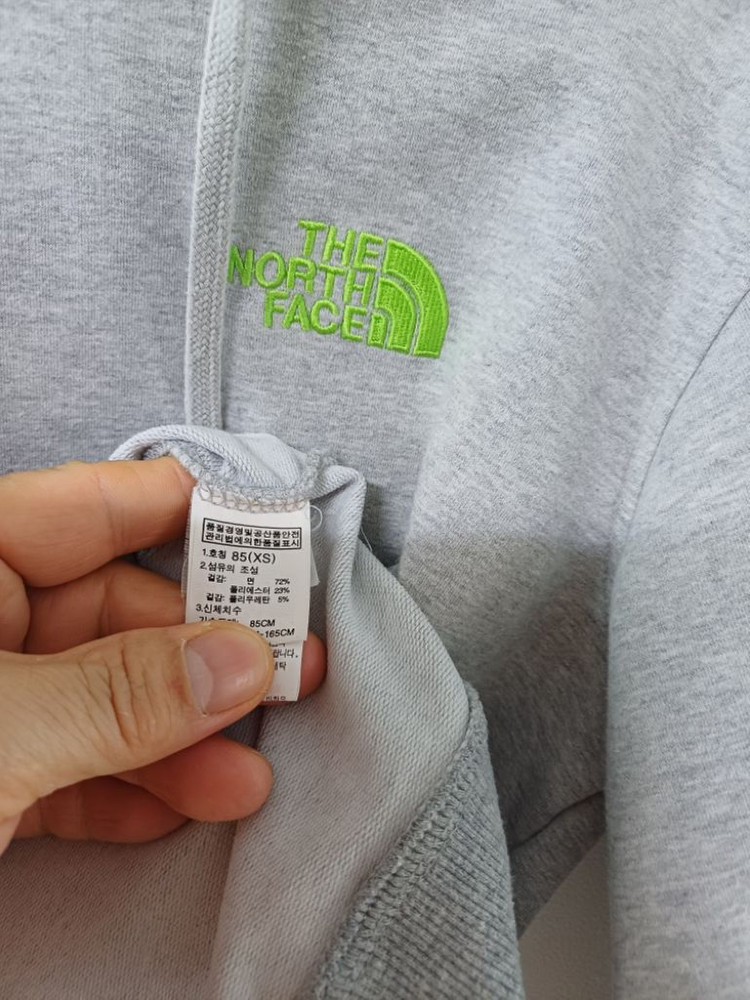 THE
NORTH
FACE
품질경영및공산품안전
관리법에의한품질표시
1.호칭 85(XS)
2.섬유의 조성
겉감: 면 72%
폴리에스터 23%
겉감: 폴리우레탄 5%
3.신체치수
85CM
-165CM